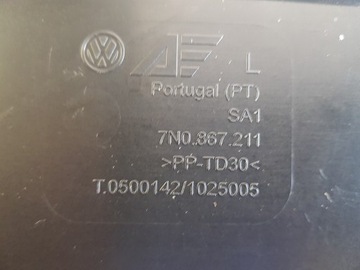 L
Portugal (PT)
SA1
7N0.867.211
>PP-TD30<
T.0500142/1025005